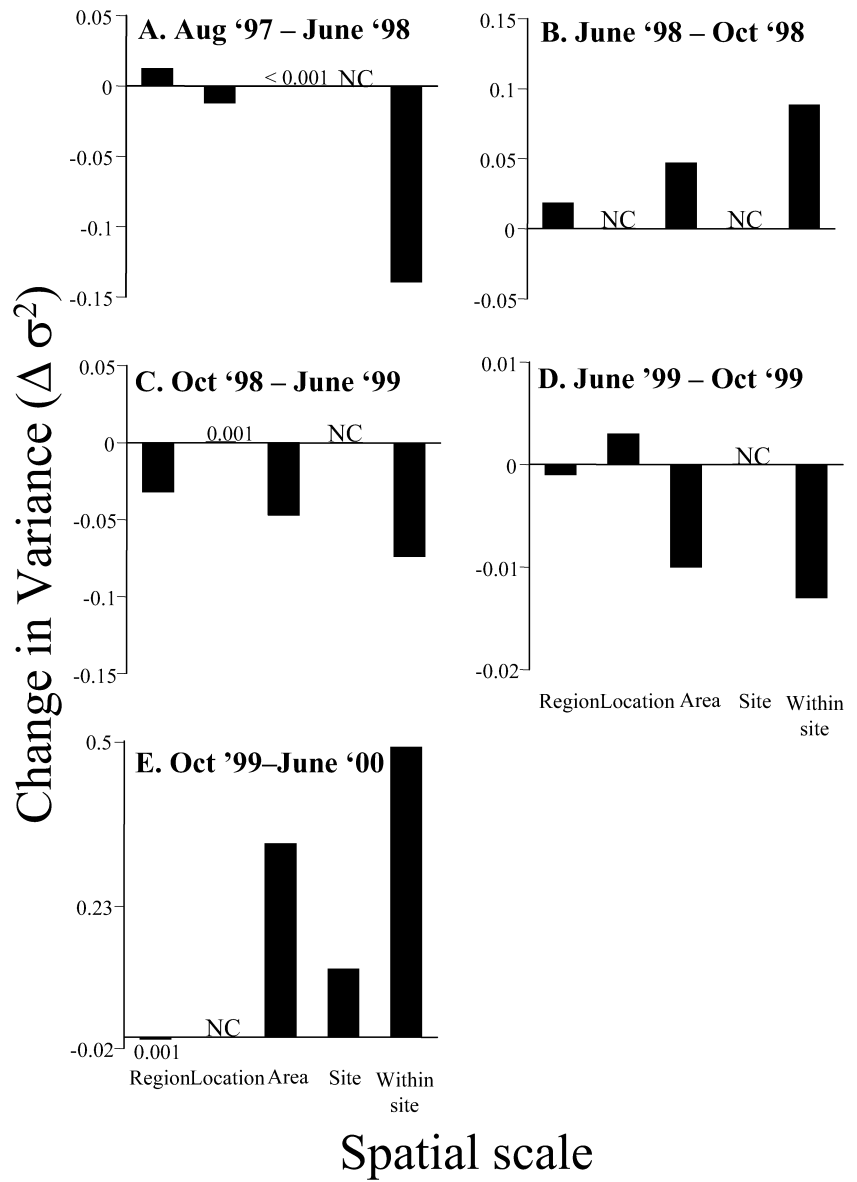 Change in Variance (Δ σ²)
A. Aug ‘97 – June ‘98
0.05
0
-0.05
-0.1
-0.15
< 0.001 NC
B. June ‘98 – Oct ‘98
0.15
0.1
0.05
0
-0.05
NC
NC
C. Oct ‘98 – June ‘99
0.05
0
-0.05
-0.1
-0.15
0.001
NC
D. June ’99 – Oct ‘99
0.01
0
-0.01
-0.02
NC
Region Location Area Site Within
site
E. Oct ’99–June ‘00
0.5
0.23
-0.02
NC
0.001
Region Location Area Site Within
site
Spatial scale